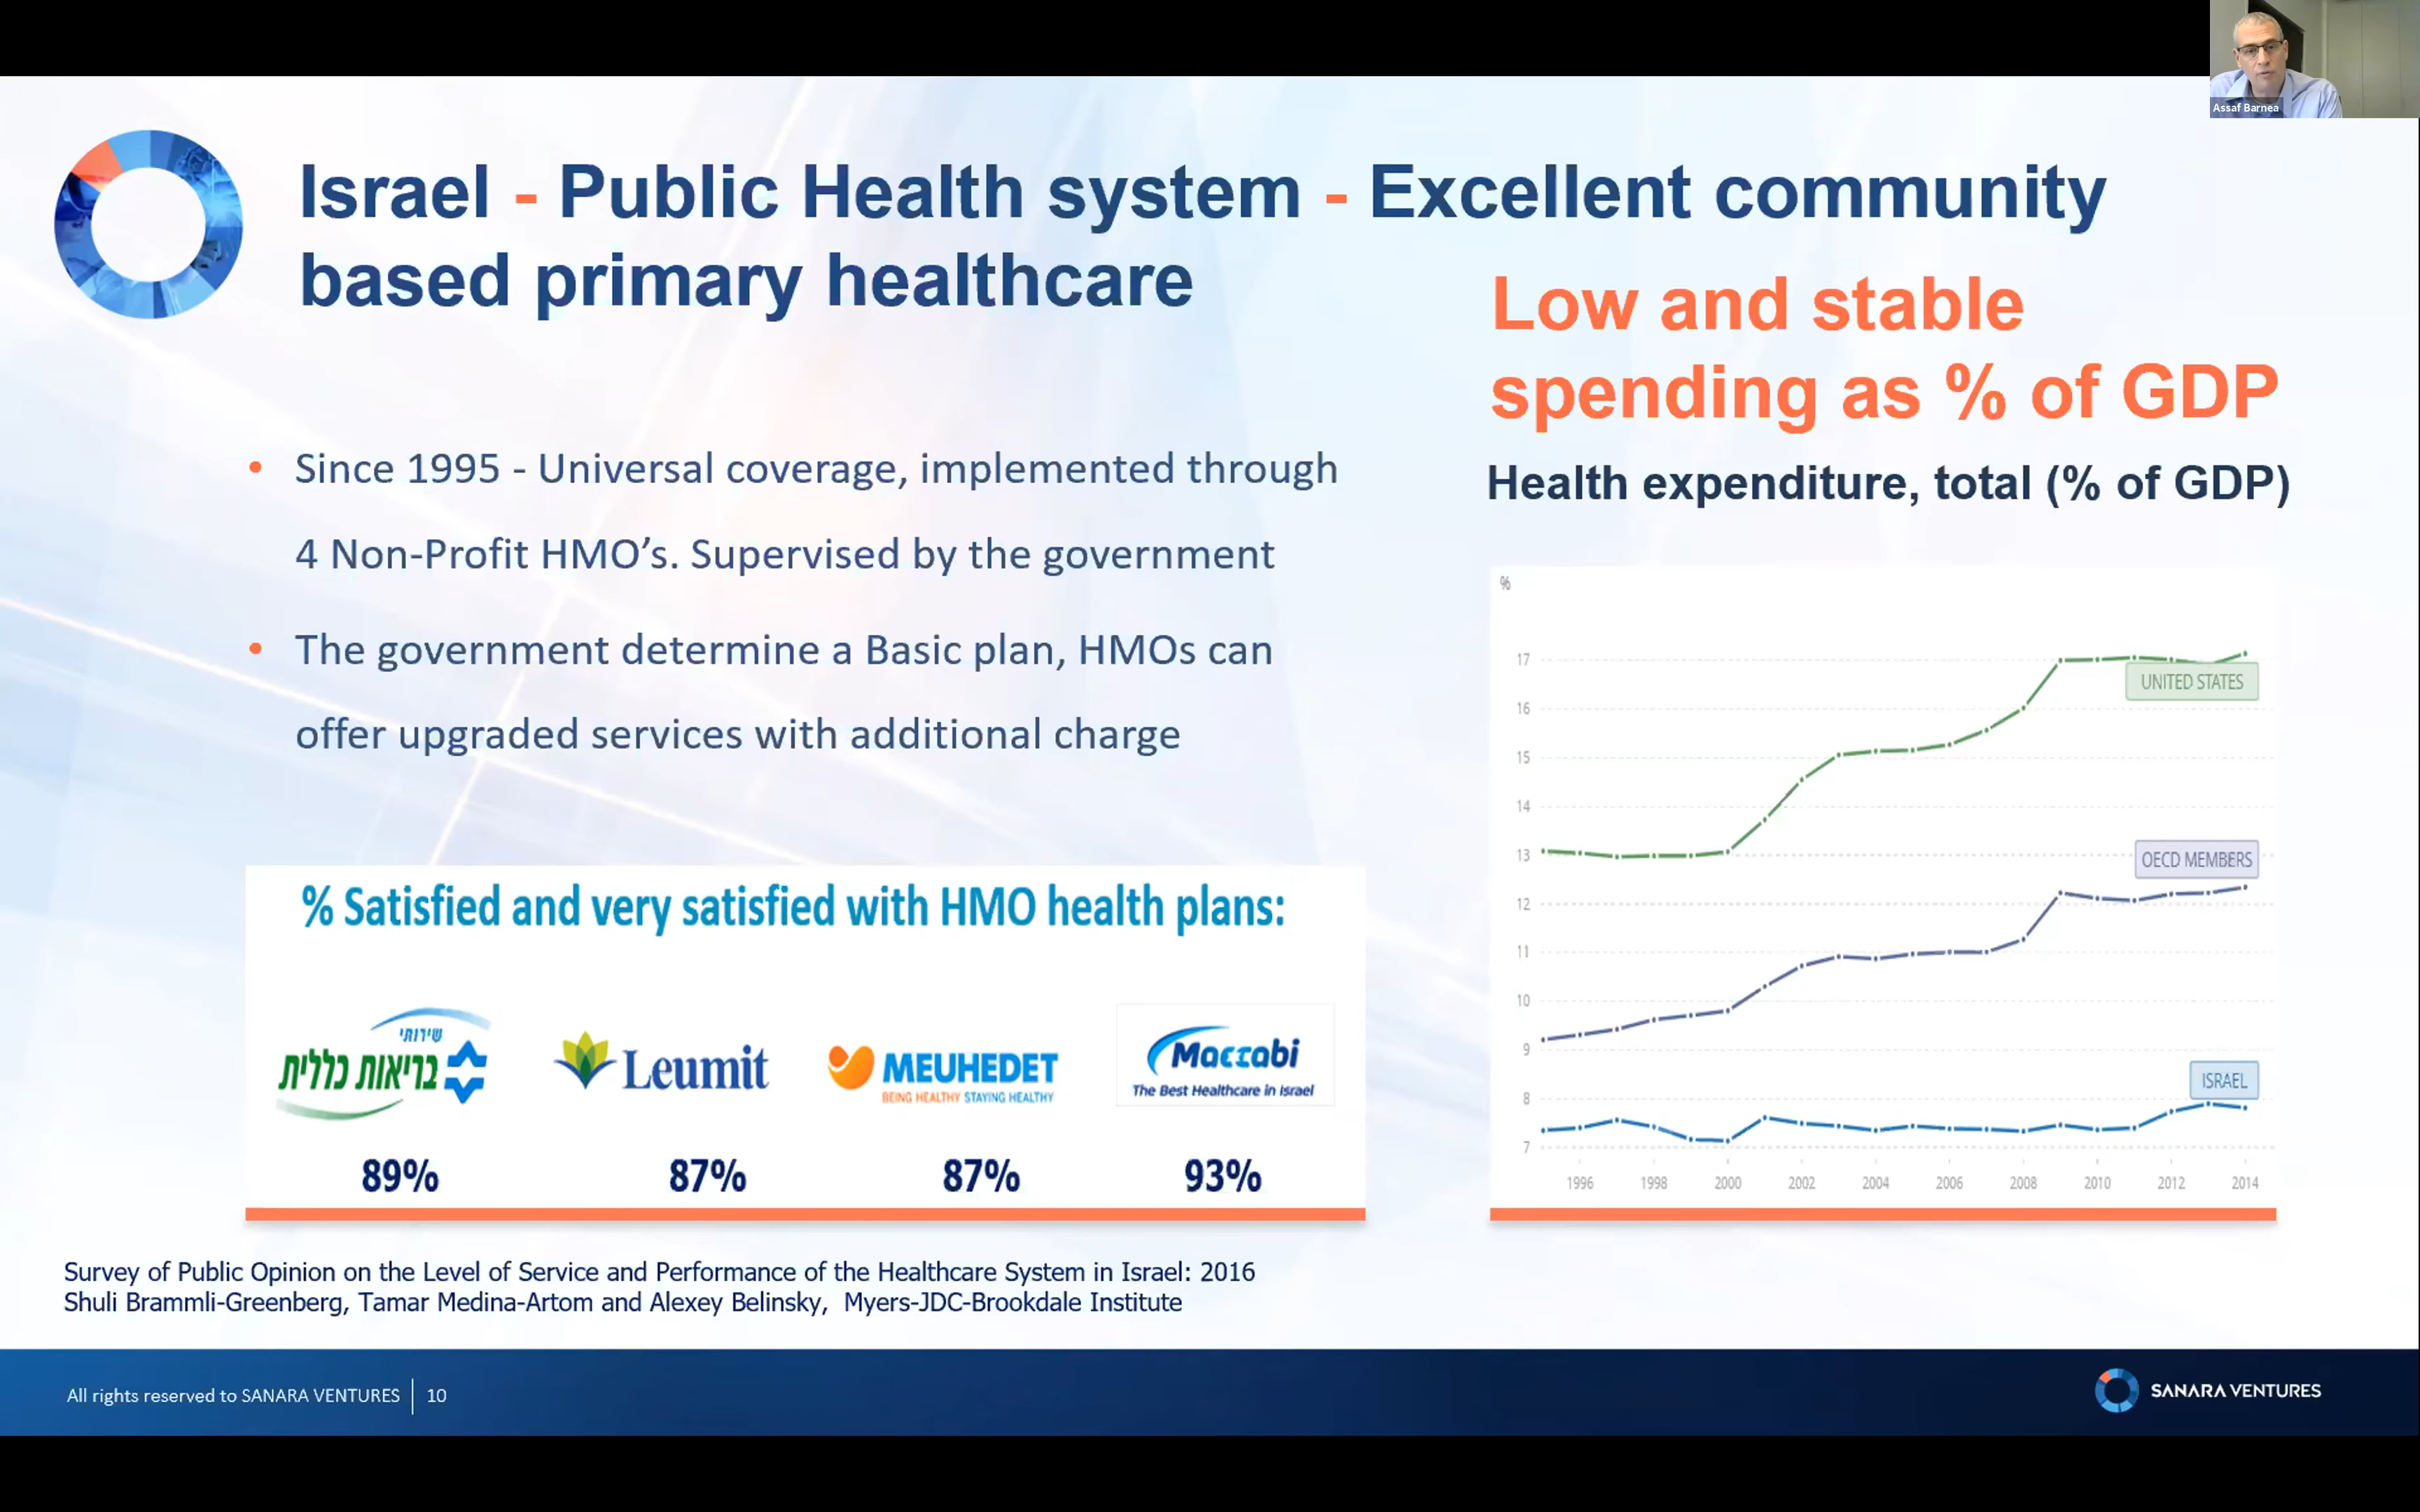 Assaf Barnea
Israel - Public Health system - Excellent community
based primary healthcare
Low and stable
spending as % of GDP
Health expenditure, total (% of GDP)
• Since 1995 - Universal coverage, implemented through
4 Non-Profit HMO’s. Supervised by the government
• The government determine a Basic plan, HMOs can
offer upgraded services with additional charge
% Satisfied and very satisfied with HMO health plans:
שירותי
בריאות כללית
Leumit
MEUHEDET
BEING HEALTHY STAYING HEALTHY
Maccabi
The Best Healthcare in Israel
89% 87% 87% 93%
%
17
UNITED STATES
16
15
14
13
OECD MEMBERS
12
11
10
9
ISRAEL
8
7
1996 1998 2000 2002 2004 2006 2008 2010 2012 2014
Survey of Public Opinion on the Level of Service and Performance of the Healthcare System in Israel: 2016
Shuli Brammli-Greenberg, Tamar Medina-Artom and Alexey Belinsky, Myers-JDC-Brookdale Institute
All rights reserved to SANARA VENTURES | 10
SANARA VENTURES